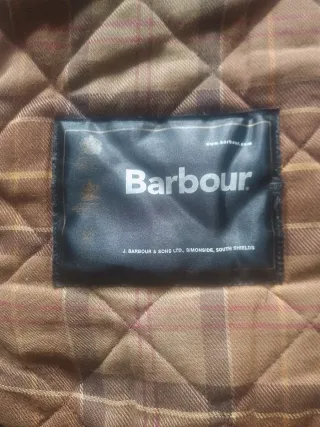 www.barbour.com
Barbour
J. BARBOUR & SONS LTD, SIMONSIDE, SOUTH SHIELDS